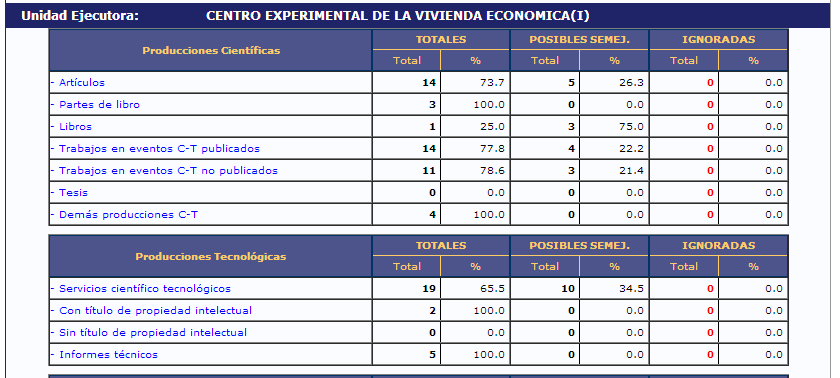 Unidad Ejecutora: CENTRO EXPERIMENTAL DE LA VIVIENDA ECONOMICA(I)
Producciones Científicas TOTALES POSIBLES SEMEJ. IGNORADAS
Total % Total % Total %
- Artículos 14 73.7 5 26.3 0 0.0
- Partes de libro 3 100.0 0 0.0 0 0.0
- Libros 1 25.0 3 75.0 0 0.0
- Trabajos en eventos C-T publicados 14 77.8 4 22.2 0 0.0
- Trabajos en eventos C-T no publicados 11 78.6 3 21.4 0 0.0
- Tesis 0 0.0 0 0.0 0 0.0
- Demás producciones C-T 4 100.0 0 0.0 0 0.0
Producciones Tecnológicas TOTALES POSIBLES SEMEJ. IGNORADAS
Total % Total % Total %
- Servicios científico tecnológicos 19 65.5 10 34.5 0 0.0
- Con título de propiedad intelectual 2 100.0 0 0.0 0 0.0
- Sin título de propiedad intelectual 0 0.0 0 0.0 0 0.0
- Informes técnicos 5 100.0 0 0.0 0 0.0